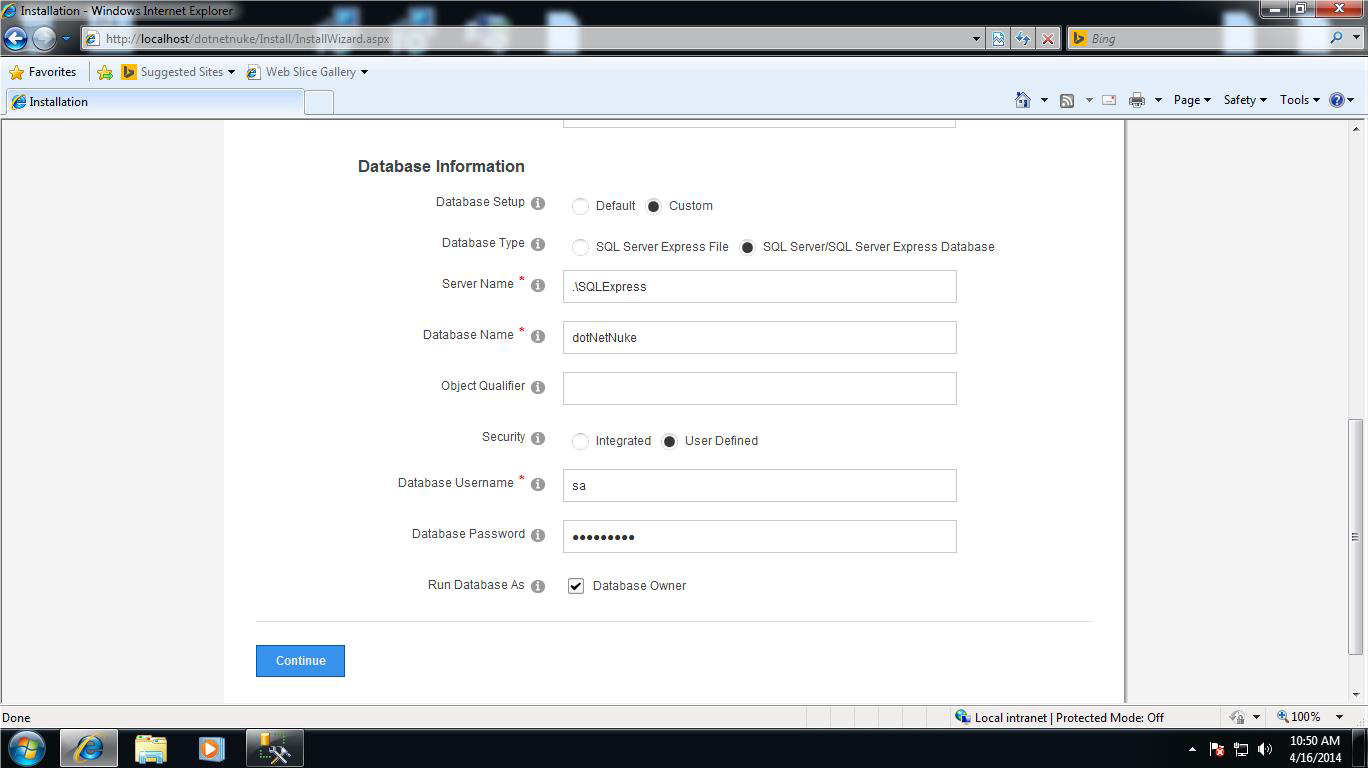 Installation - Windows Internet Explorer
http://localhost/dotnetnuke/Install/InstallWizard.aspx
Bing
Favorites Suggested Sites Web Slice Gallery
Installation
Page Safety Tools
Database Information
Database Setup Default Custom
Database Type SQL Server Express File SQL Server/SQL Server Express Database
Server Name * .\SQLExpress
Database Name * dotNetNuke
Object Qualifier
Security Integrated User Defined
Database Username * sa
Database Password •••••••••
Run Database As Database Owner
Continue
Done Local intranet | Protected Mode: Off 100%
10:50 AM
4/16/2014